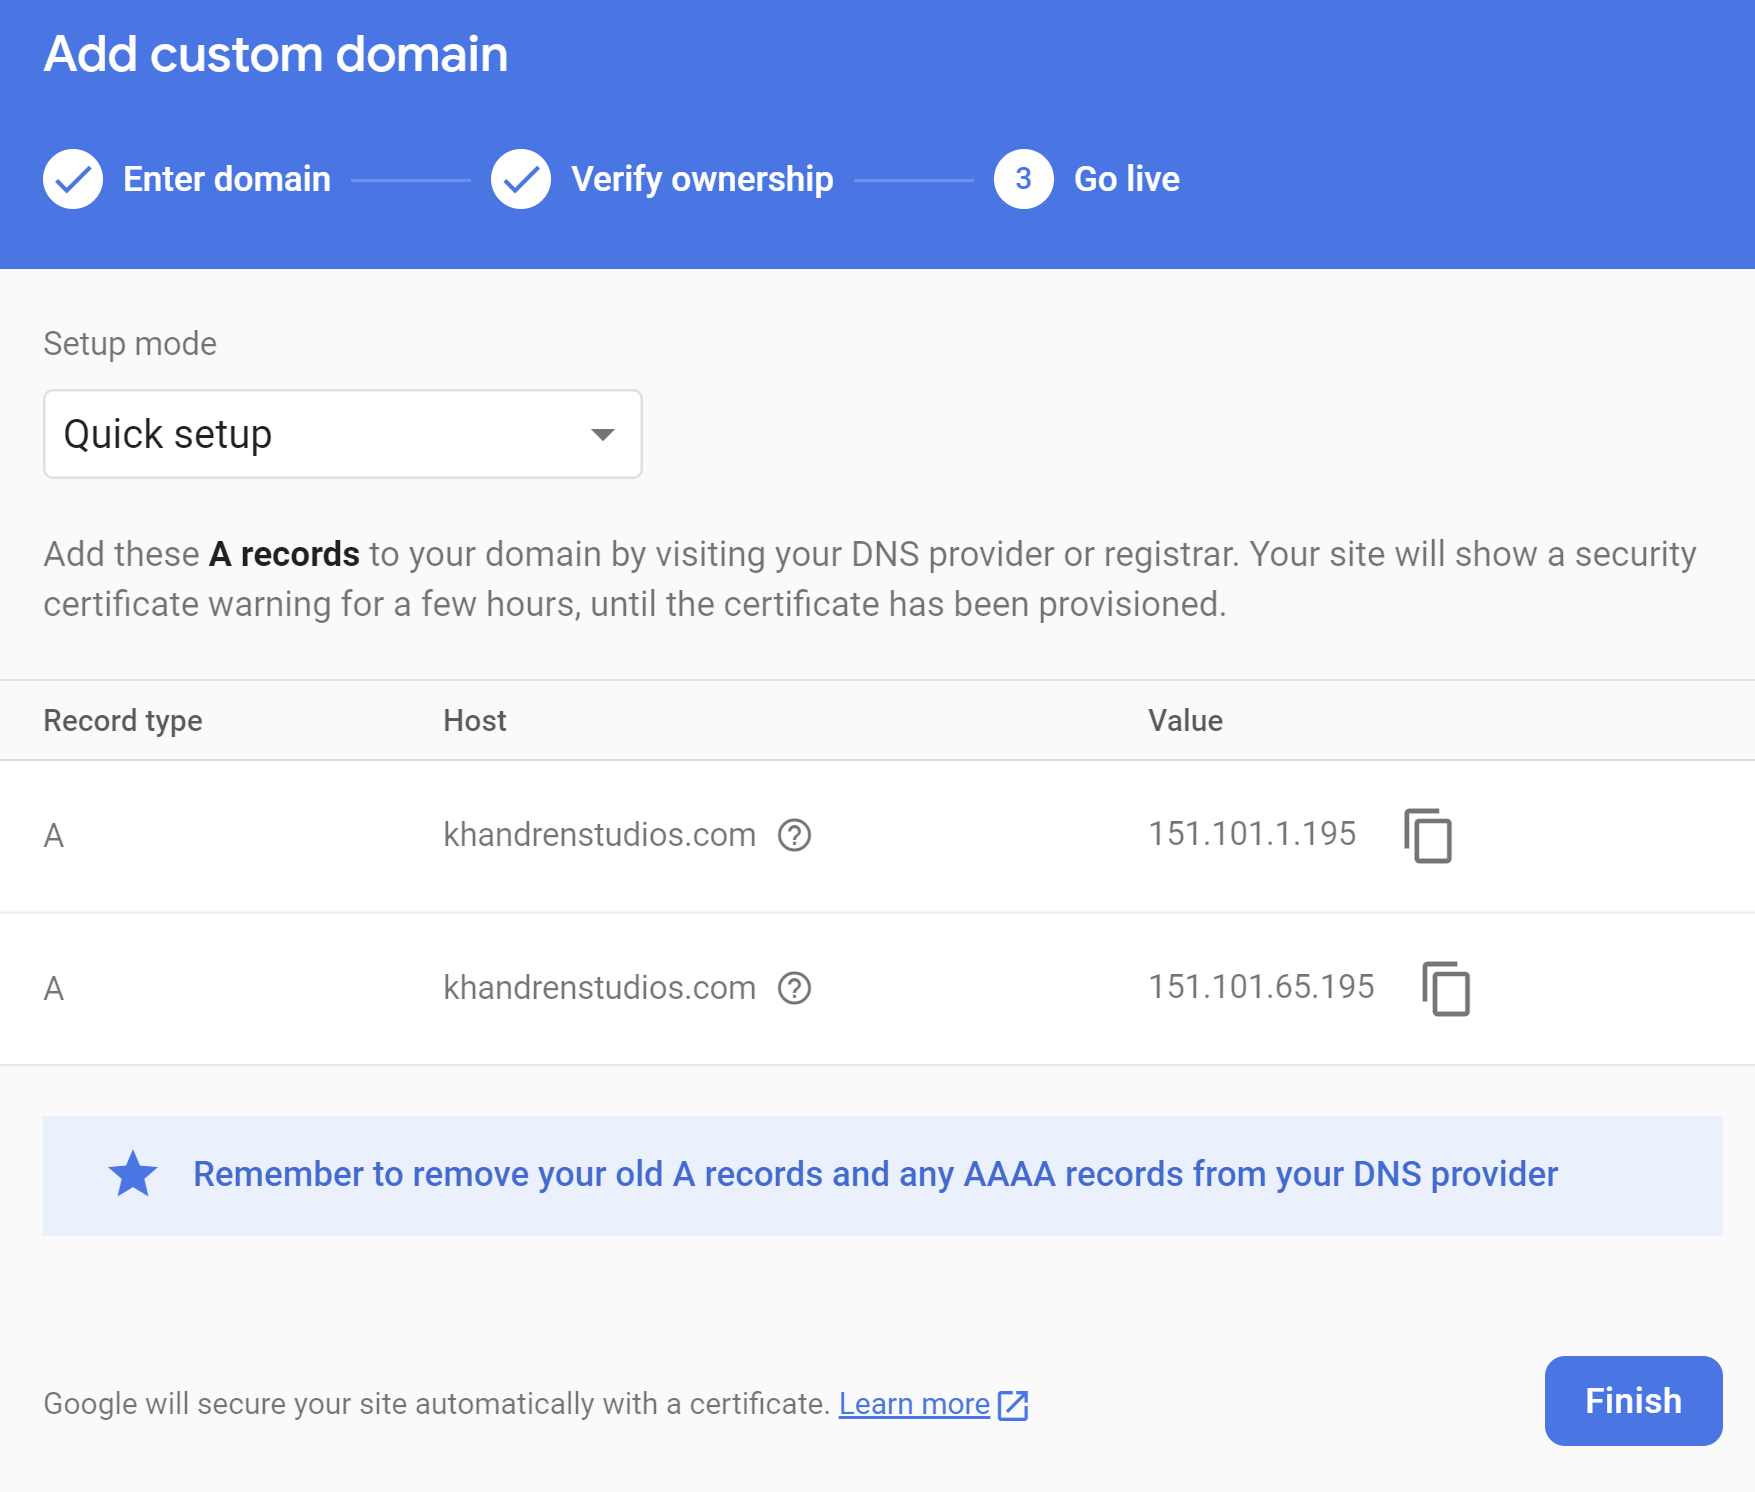 Add custom domain
Enter domain
Verify ownership
3 Go live
Setup mode
Quick setup
Add these A records to your domain by visiting your DNS provider or registrar. Your site will show a security
certificate warning for a few hours, until the certificate has been provisioned.
Record type Host Value
A khandrenstudios.com 151.101.1.195
A khandrenstudios.com 151.101.65.195
Remember to remove your old A records and any AAAA records from your DNS provider
Google will secure your site automatically with a certificate. Learn more
Finish